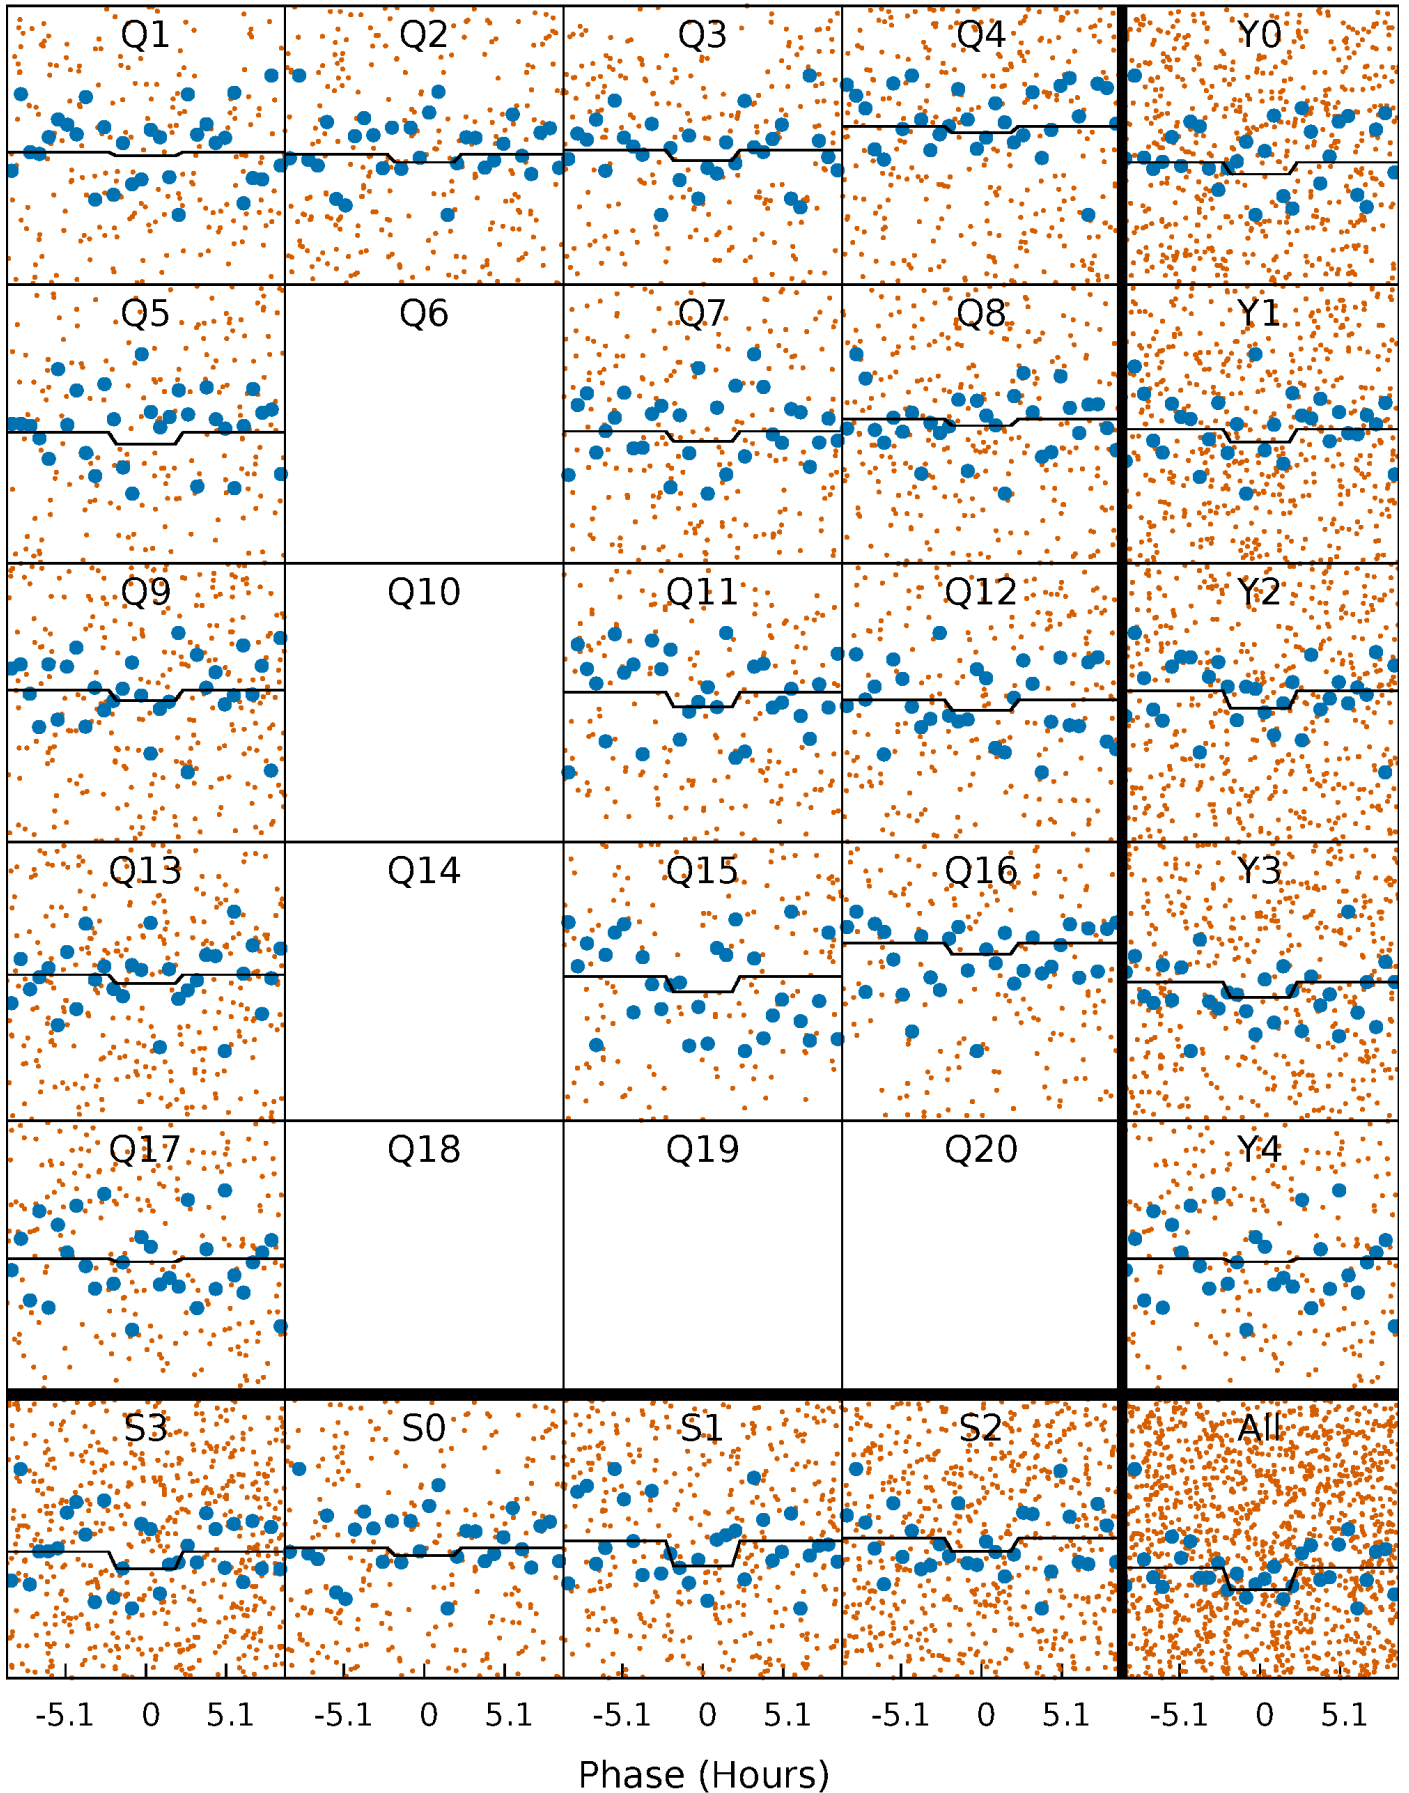 Q1 Q2 Q3 Q4 Y0
Q5 Q6 Q7 Q8 Y1
Q9 Q10 Q11 Q12 Y2
Q13 Q14 Q15 Q16 Y3
Q17 Q18 Q19 Q20 Y4
S3 S0 S1 S2 All
-5.1 0 5.1 -5.1 0 5.1 -5.1 0 5.1 -5.1 0 5.1 -5.1 0 5.1
Phase (Hours)